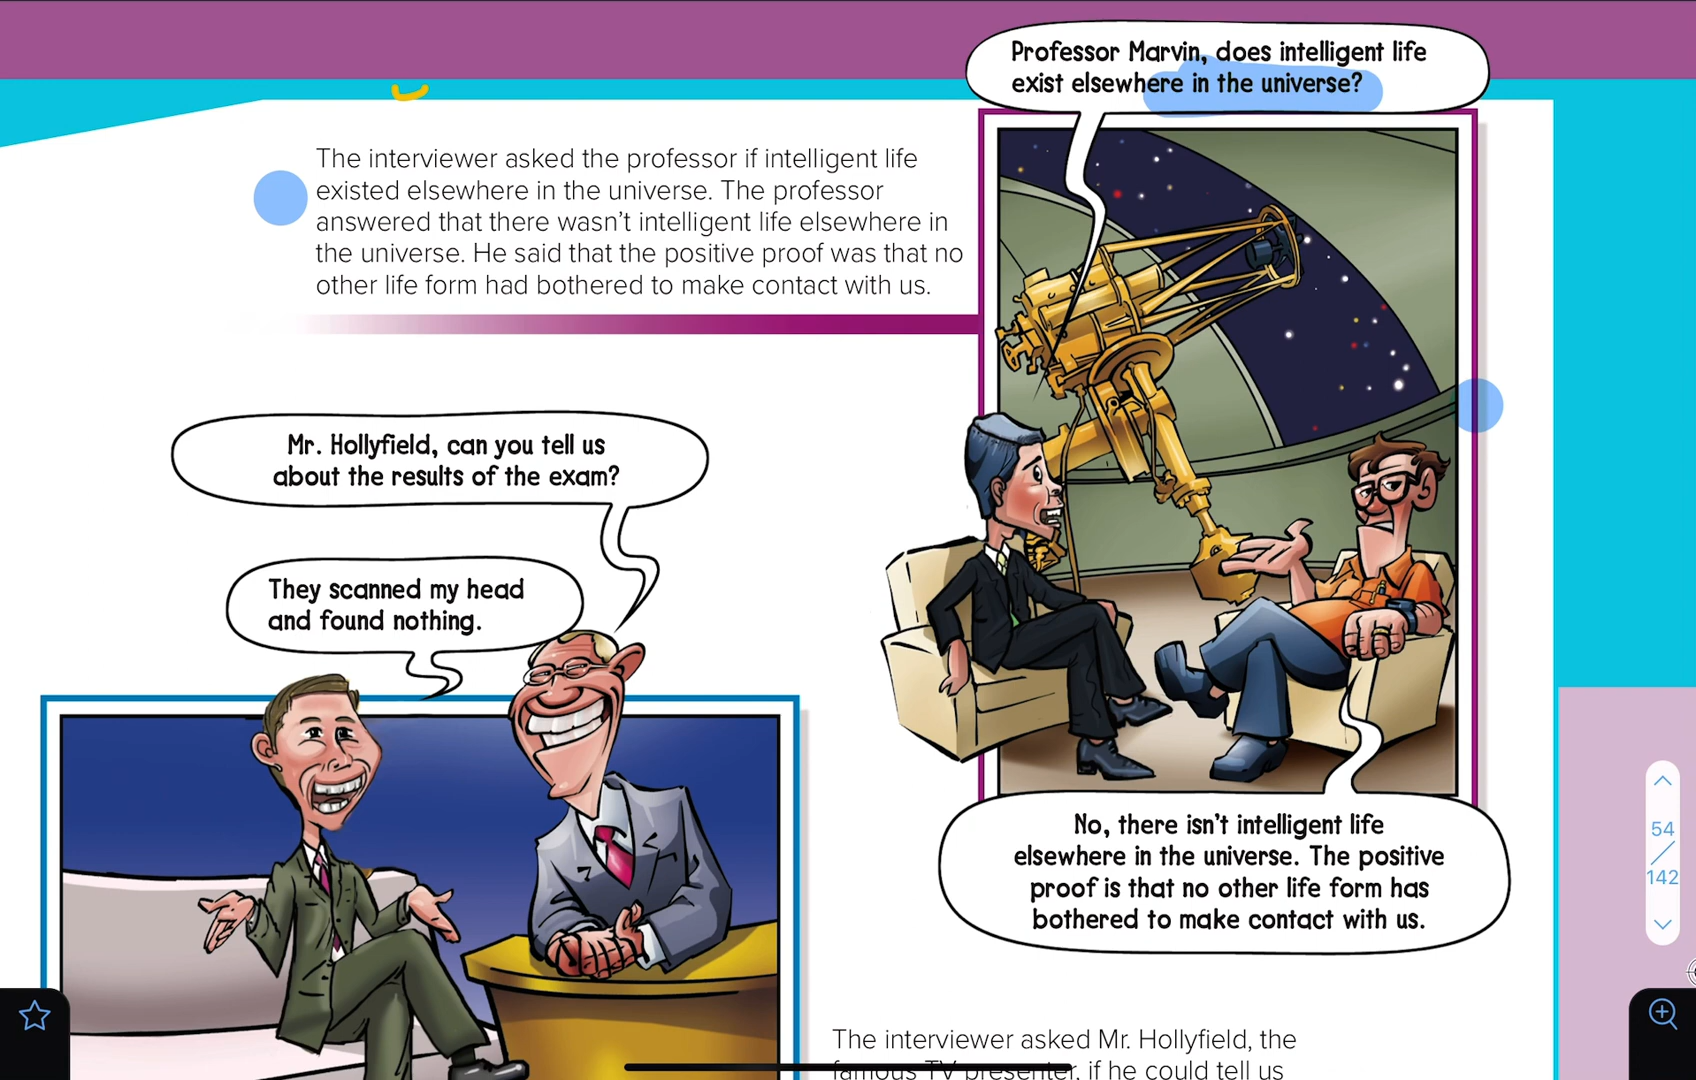 Professor Marvin, does intelligent life
exist elsewhere in the universe?
The interviewer asked the professor if intelligent life
existed elsewhere in the universe. The professor
answered that there wasn't intelligent life elsewhere in
the universe. He said that the positive proof was that no
other life form had bothered to make contact with us.
Mr. Hollyfield, can you tell us
about the results of the exam?
They scanned my head
and found nothing.
No, there isn't intelligent life
elsewhere in the universe. The positive
proof is that no other life form has
bothered to make contact with us.
54
142
The interviewer asked Mr. Hollyfield, the
famous TV presenter, if he could tell us